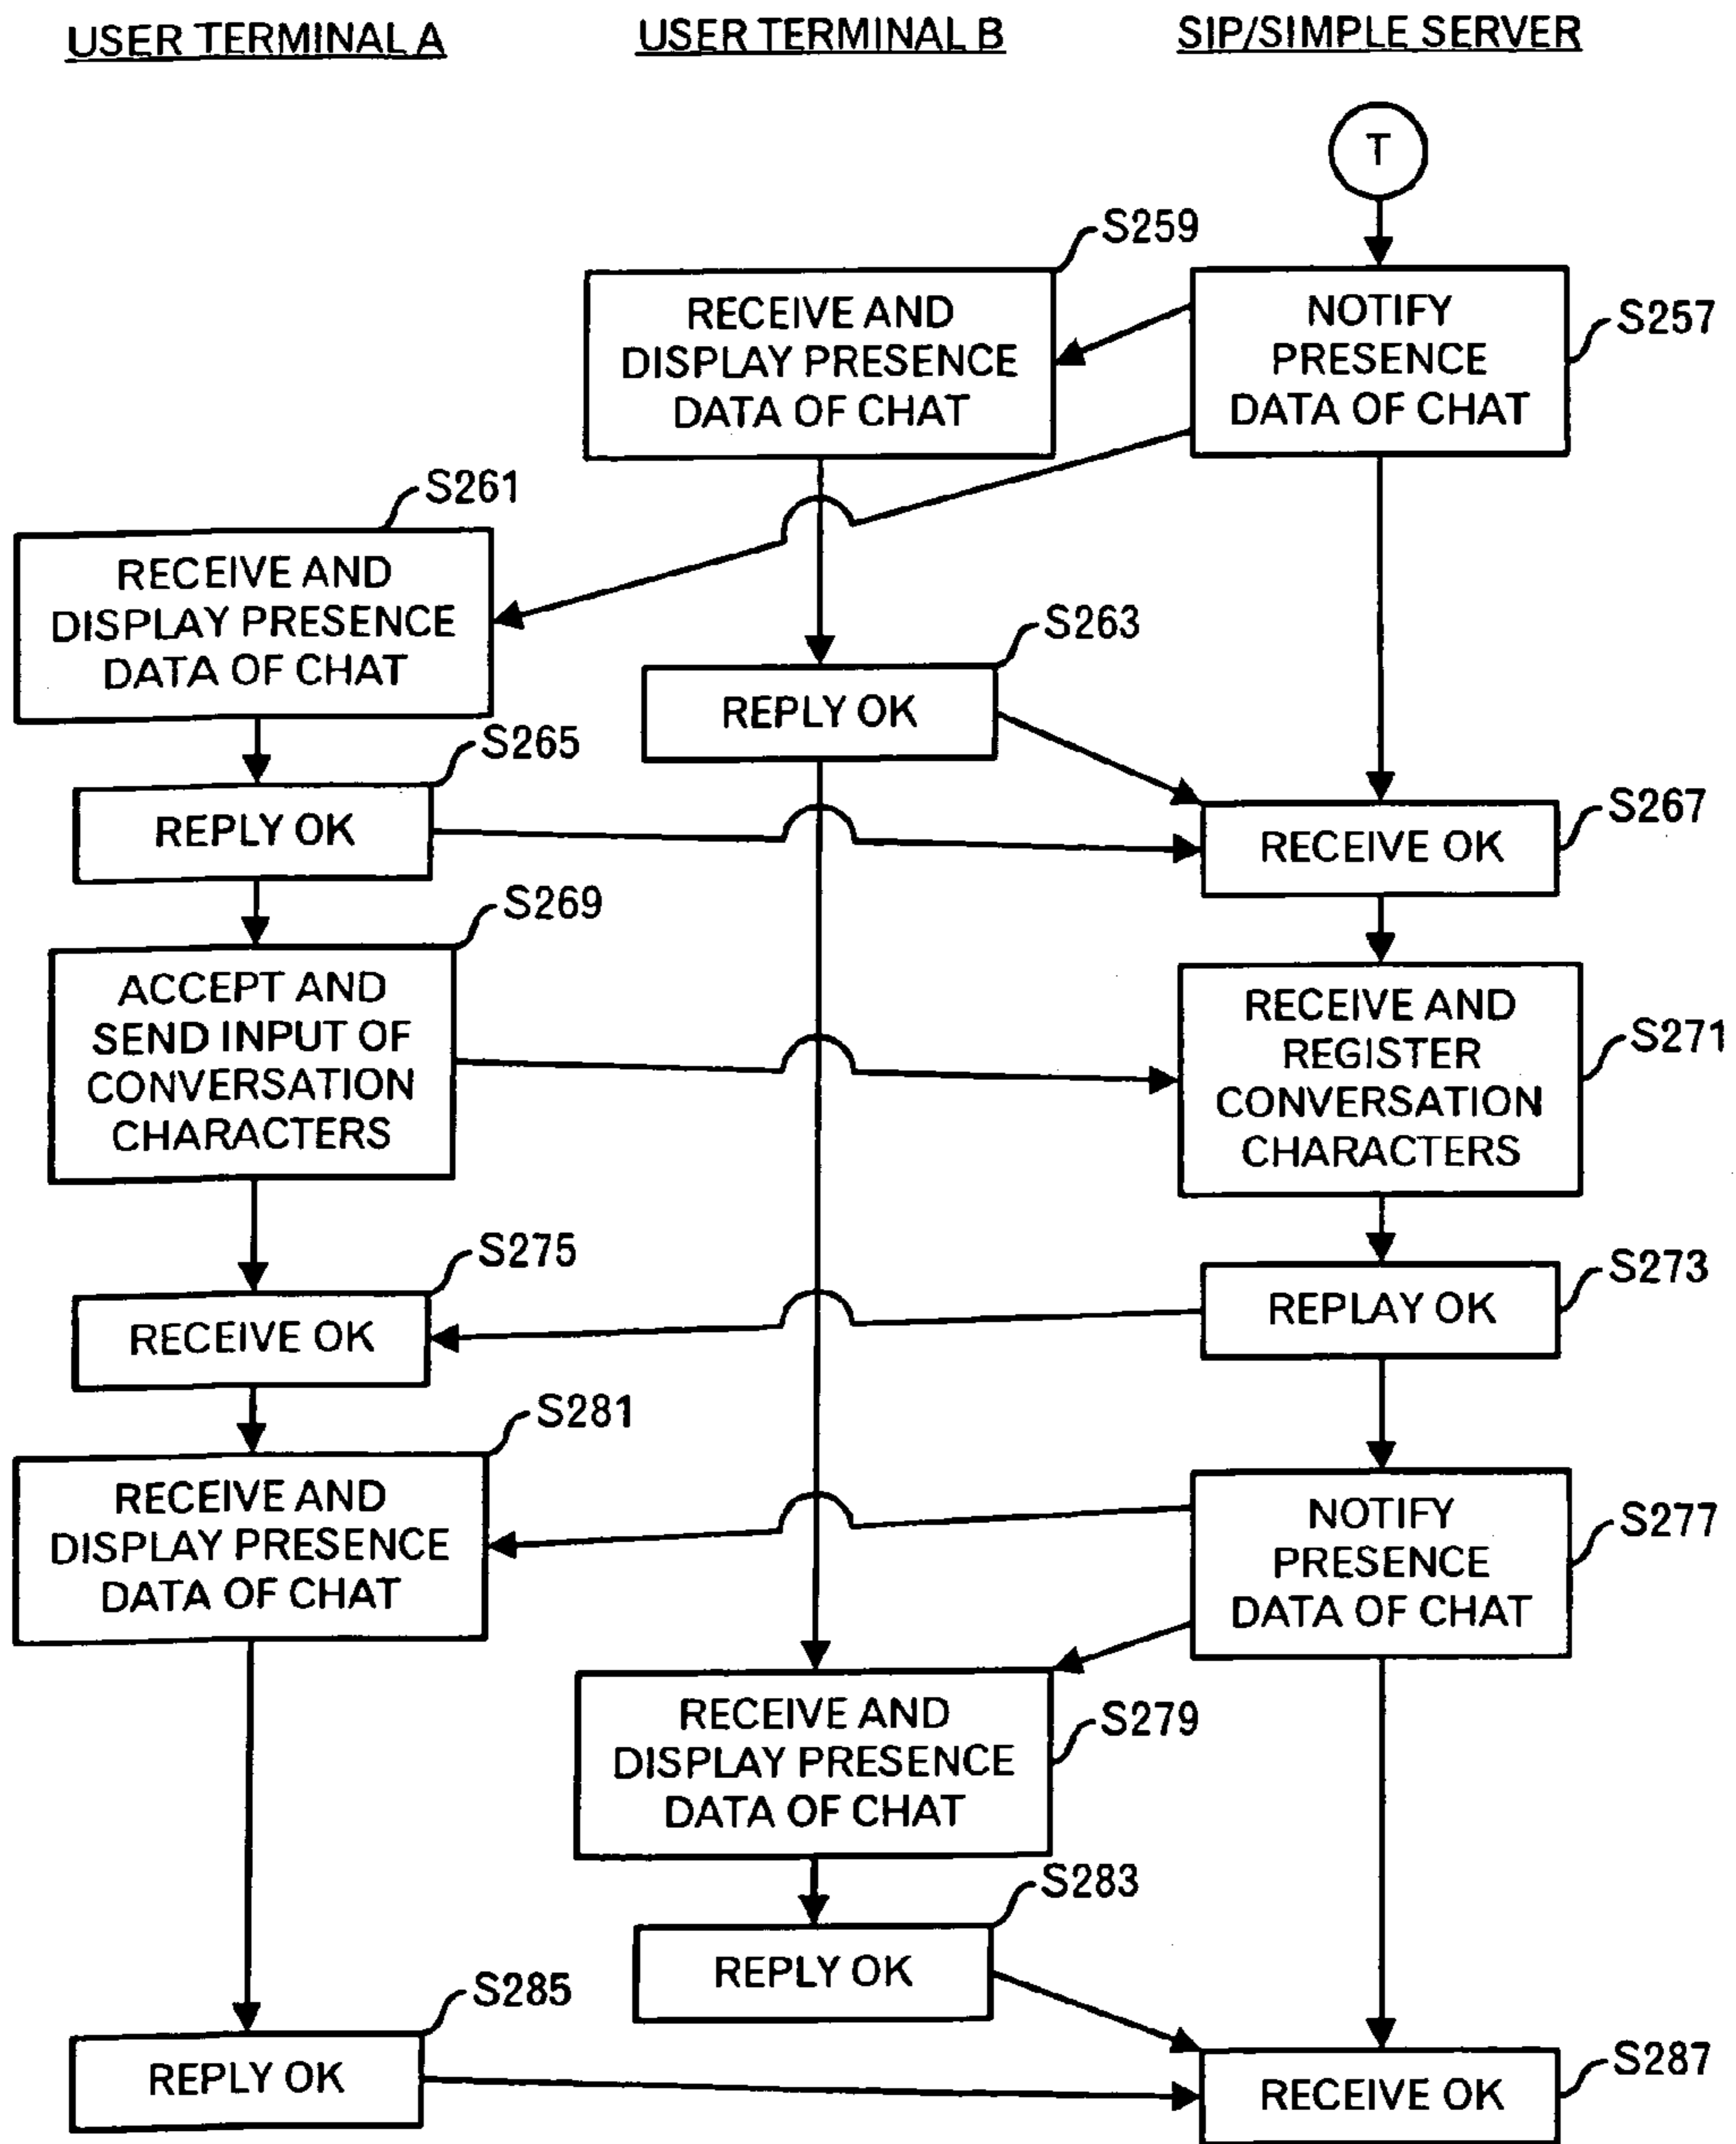 USER TERMINAL A
USER TERMINAL B
SIP/SIMPLE SERVER
T
S259
RECEIVE AND
DISPLAY PRESENCE
DATA OF CHAT
NOTIFY
PRESENCE
DATA OF CHAT
S257
S261
RECEIVE AND
DISPLAY PRESENCE
DATA OF CHAT
S263
REPLY OK
S265
REPLY OK
S267
RECEIVE OK
S269
ACCEPT AND
SEND INPUT OF
CONVERSATION
CHARACTERS
RECEIVE AND
REGISTER
CONVERSATION
CHARACTERS
S271
S275
RECEIVE OK
S273
REPLAY OK
S281
RECEIVE AND
DISPLAY PRESENCE
DATA OF CHAT
NOTIFY
PRESENCE
DATA OF CHAT
S277
RECEIVE AND
DISPLAY PRESENCE
DATA OF CHAT
S279
S283
REPLY OK
S285
REPLY OK
S287
RECEIVE OK